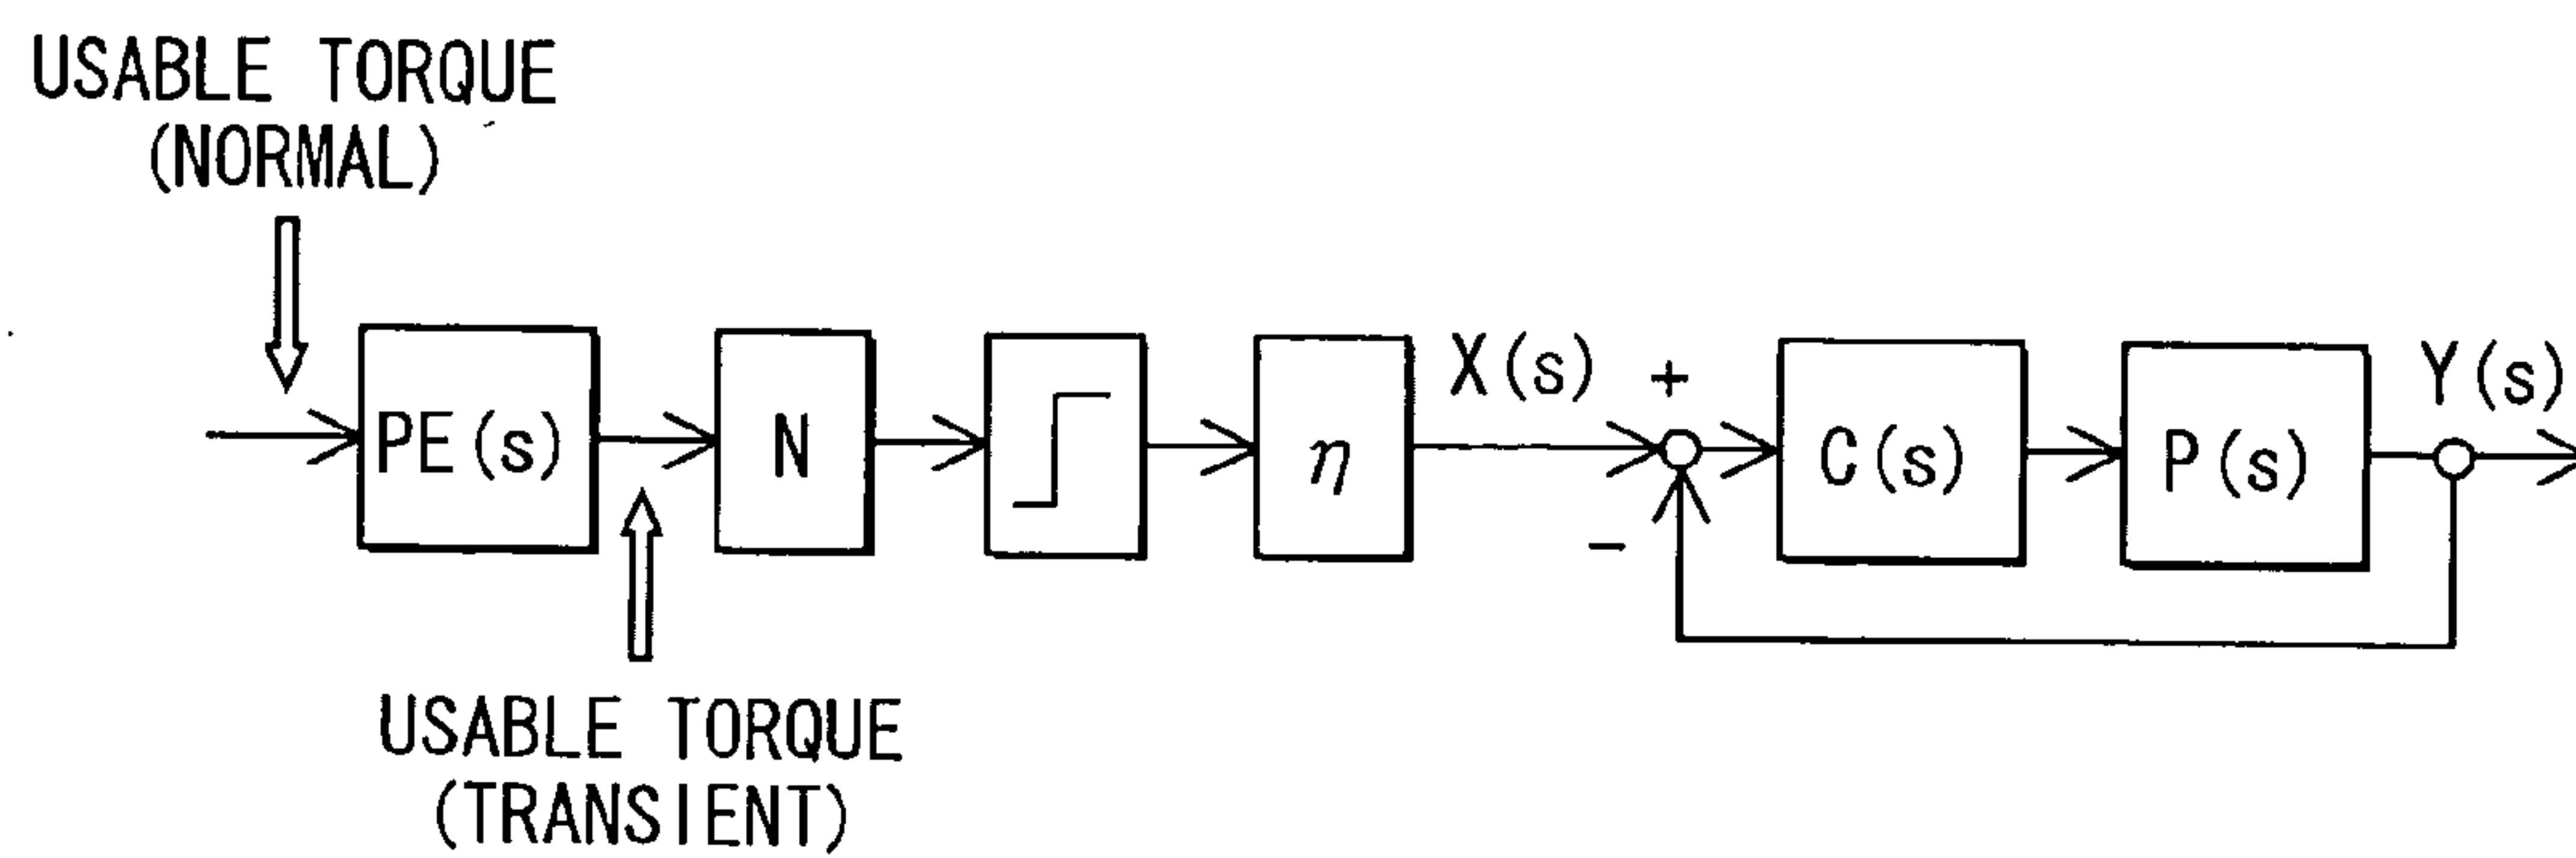 USABLE TORQUE
(NORMAL)
PE(s)
N
η
X(s)
+
-
C(s)
P(s)
Y(s)
USABLE TORQUE
(TRANSIENT)